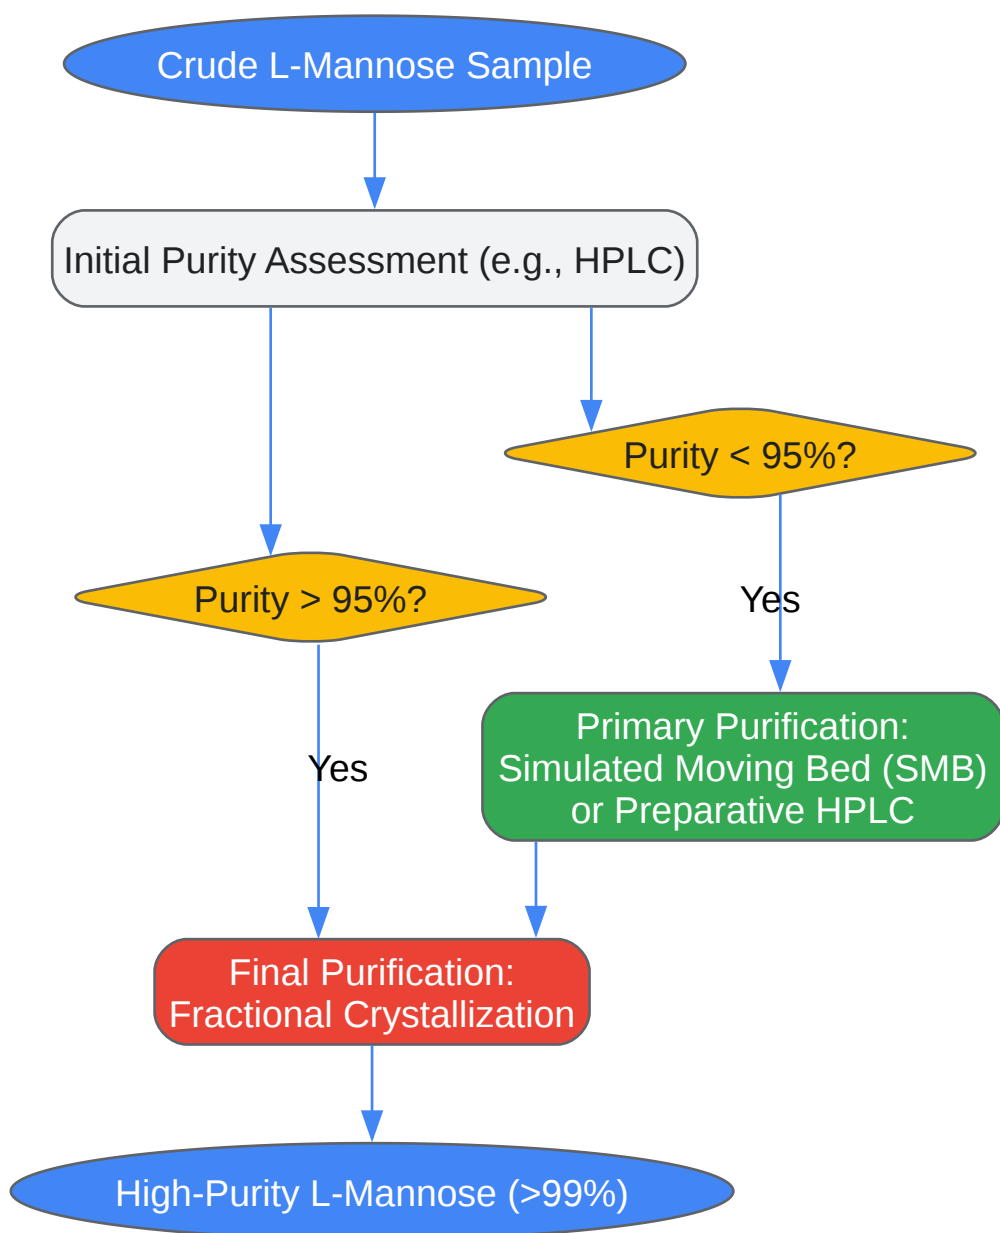 Crude L-Mannose Sample
Initial Purity Assessment (e.g., HPLC)
Purity < 95%?
Purity > 95%?
Yes
Primary Purification:
Simulated Moving Bed (SMB)
or Preparative HPLC
Yes
Final Purification:
Fractional Crystallization
High-Purity L-Mannose (>99%)